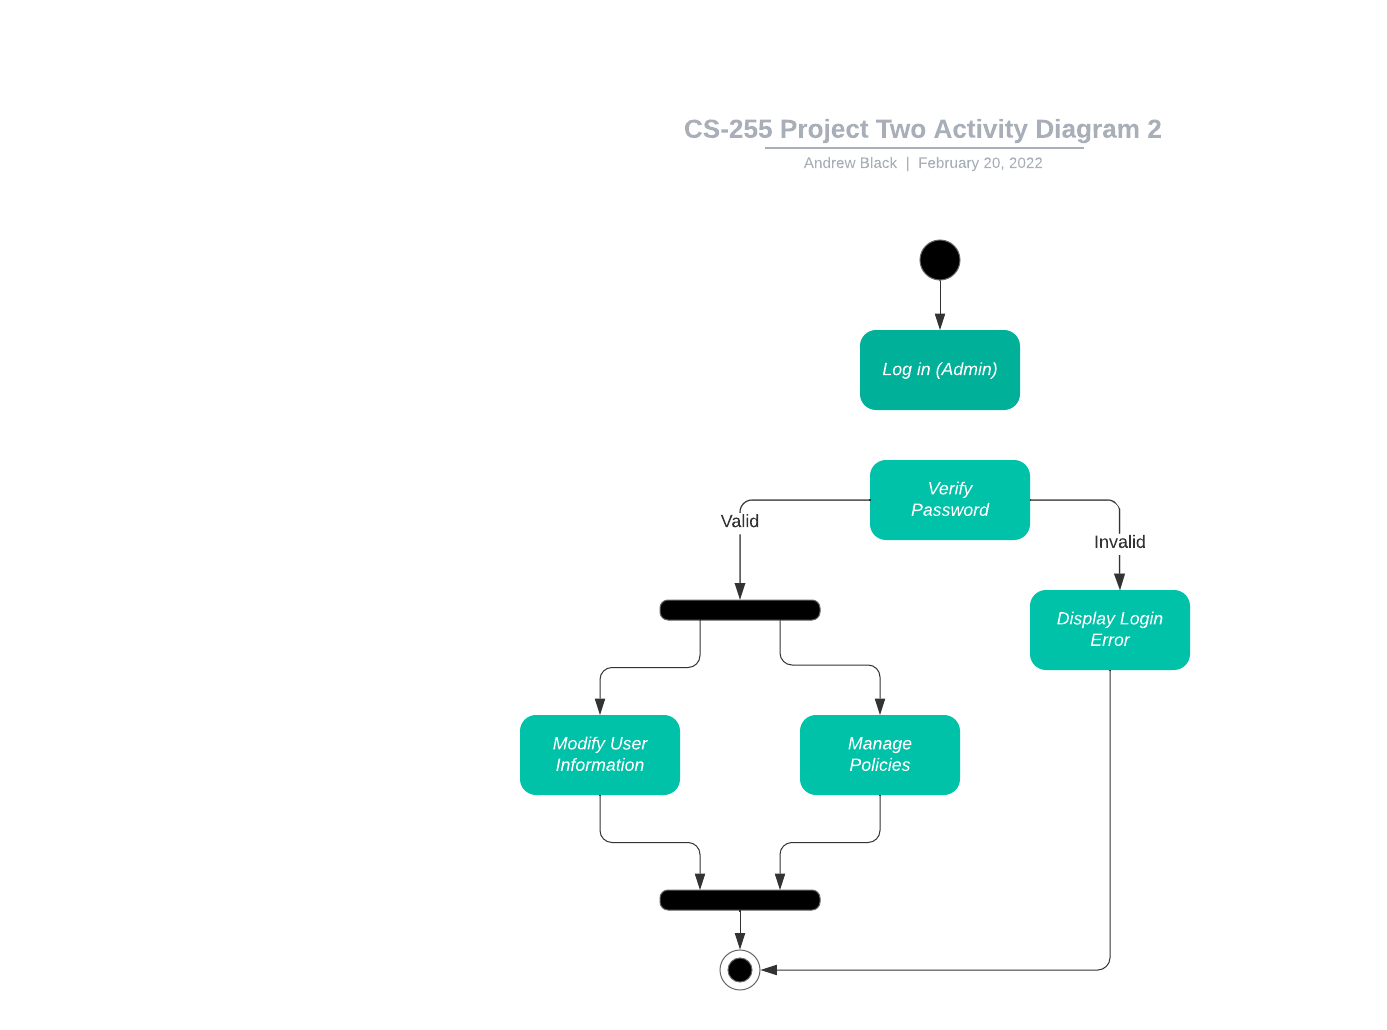 CS-255 Project Two Activity Diagram 2
Andrew Black | February 20, 2022
Log in (Admin)
Verify
Password
Valid
Invalid
Display Login
Error
Modify User
Information
Manage
Policies